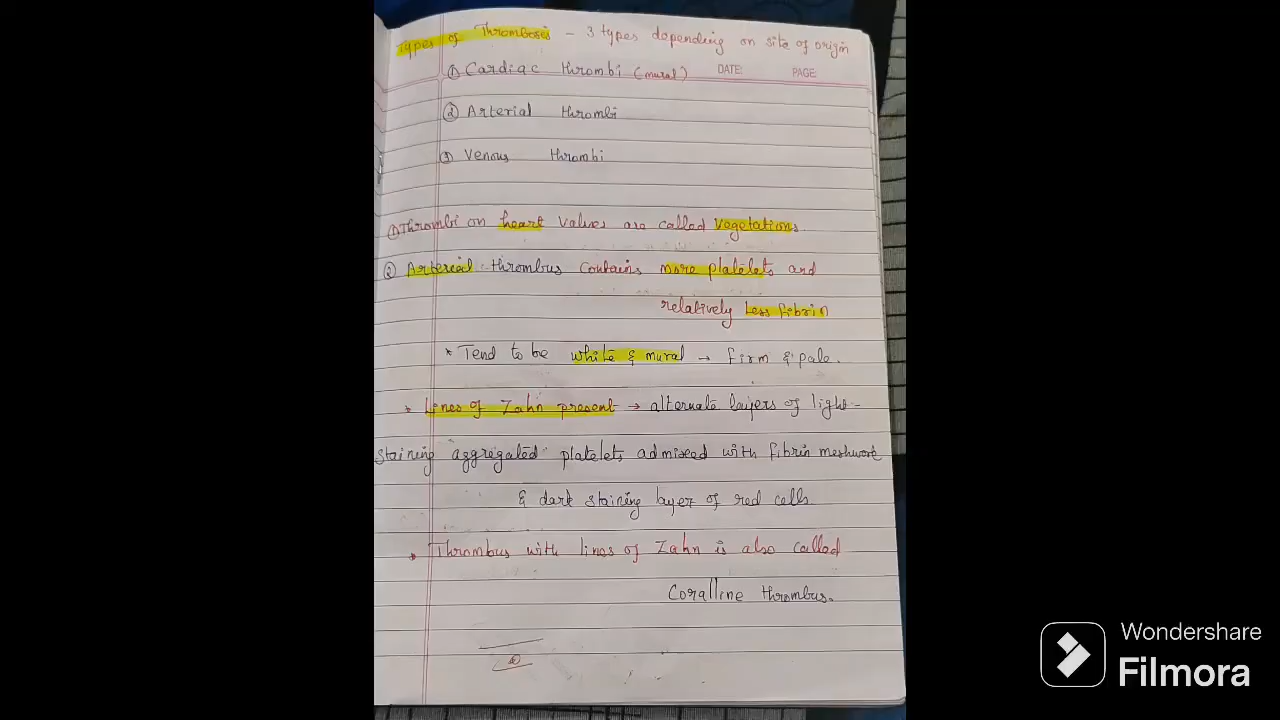 Types of Thromboses - 3 types depending on site of origin
① Cardiac thrombi (mural)
DATE: PAGE:
② Arterial thrombi
③ Venous thrombi
① Thrombi on heart valves are called vegetations.
② Arterial thrombus contains more platelets and
relatively less fibrin
* Tend to be white & mural → firm & pale.
* Lines of Zahn present → alternate layers of light-
staining aggregated platelets admixed with fibrin meshwork
& dark staining layer of red cells
* Thrombus with lines of Zahn is also called
Coralline thrombus.
Wondershare
Filmora